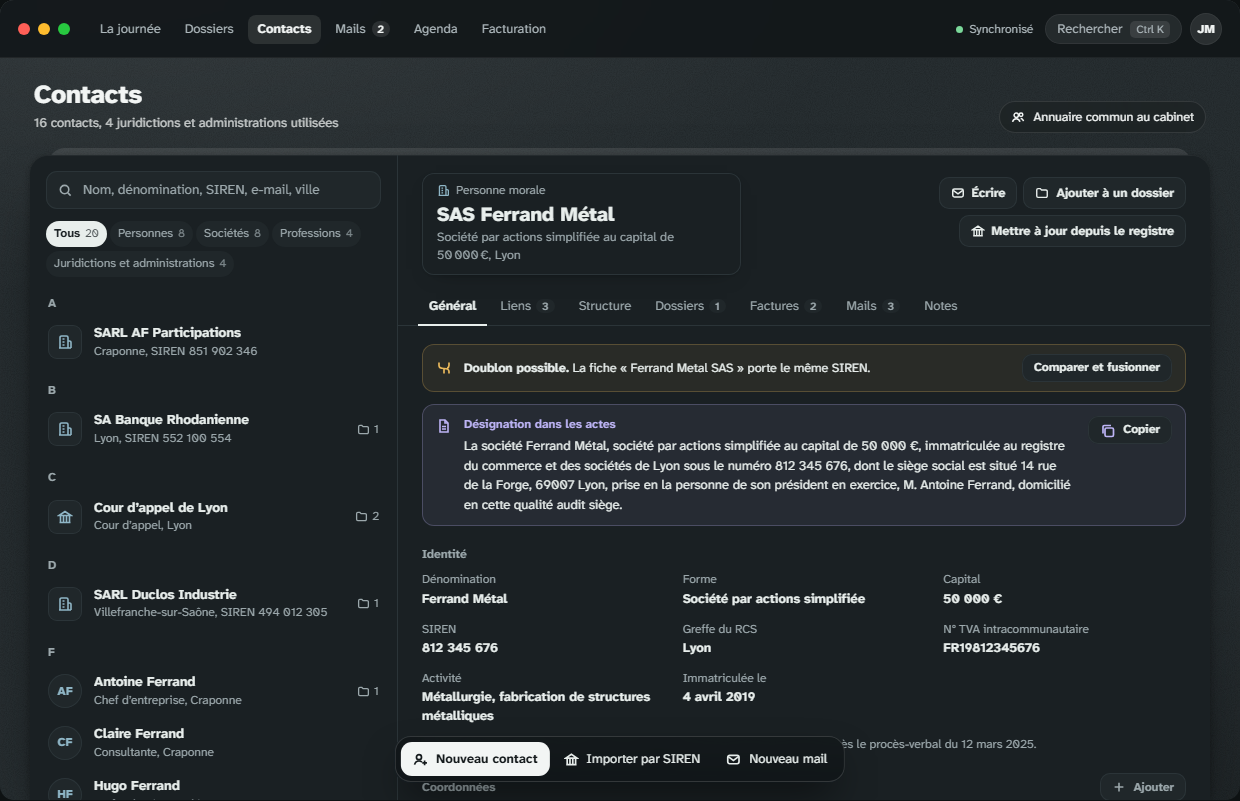 La journée
Dossiers
Contacts
Mails 2
Agenda
Facturation
Synchronisé
Rechercher Ctrl K
JM
Contacts
16 contacts, 4 juridictions et administrations utilisées
Annuaire commun au cabinet
Nom, dénomination, SIREN, e-mail, ville
Tous 20
Personnes 8
Sociétés 8
Professions 4
Juridictions et administrations 4
A
SARL AF Participations
Craponne, SIREN 851 902 346
B
SA Banque Rhodanienne
Lyon, SIREN 552 100 554
1
C
Cour d’appel de Lyon
Cour d’appel, Lyon
2
D
SARL Duclos Industrie
Villefranche-sur-Saône, SIREN 494 012 305
1
F
AF
Antoine Ferrand
Chef d’entreprise, Craponne
1
CF
Claire Ferrand
Consultante, Craponne
HF
Hugo Ferrand
Personne morale
SAS Ferrand Métal
Société par actions simplifiée au capital de
50 000 €, Lyon
Écrire
Ajouter à un dossier
Mettre à jour depuis le registre
Général
Liens 3
Structure
Dossiers 1
Factures 2
Mails 3
Notes
Doublon possible. La fiche « Ferrand Metal SAS » porte le même SIREN.
Comparer et fusionner
Désignation dans les actes
Copier
La société Ferrand Métal, société par actions simplifiée au capital de 50 000 €, immatriculée au registre
du commerce et des sociétés de Lyon sous le numéro 812 345 676, dont le siège social est situé 14 rue
de la Forge, 69007 Lyon, prise en la personne de son président en exercice, M. Antoine Ferrand, domicilié
en cette qualité audit siège.
Identité
Dénomination
Ferrand Métal
Forme
Société par actions simplifiée
Capital
50 000 €
SIREN
812 345 676
Greffe du RCS
Lyon
N° TVA intracommunautaire
FR19812345676
Activité
Métallurgie, fabrication de structures
métalliques
Immatriculée le
4 avril 2019
le procès-verbal du 12 mars 2025.
Nouveau contact
Importer par SIREN
Nouveau mail
Coordonnées
Ajouter